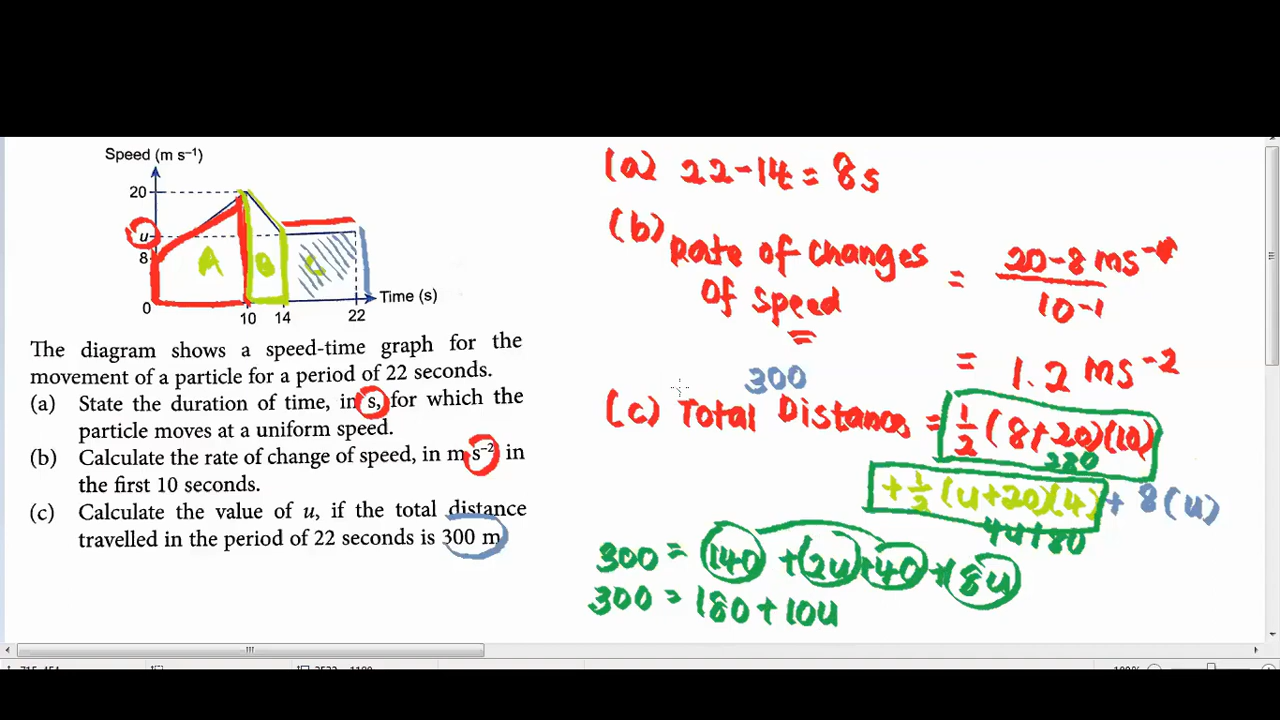 Speed (m s⁻¹)
20
u
8
0
A
B
C
10 14 22
Time (s)
The diagram shows a speed-time graph for the
movement of a particle for a period of 22 seconds.
(a) State the duration of time, in s, for which the
particle moves at a uniform speed.
(b) Calculate the rate of change of speed, in m s⁻² in
the first 10 seconds.
(c) Calculate the value of u, if the total distance
travelled in the period of 22 seconds is 300 m
(a) 22-14 = 8s
(b) Rate of changes
of speed = 20-8 ms⁻¹
10-1
= 1.2 ms⁻²
300
(c) Total Distance = ½ (8+20)(10)
280
+ ½ (u+20)(4) + 8(u)
4u+80
300 = 140 + 2u + 40 + 8u
300 = 180 + 10u